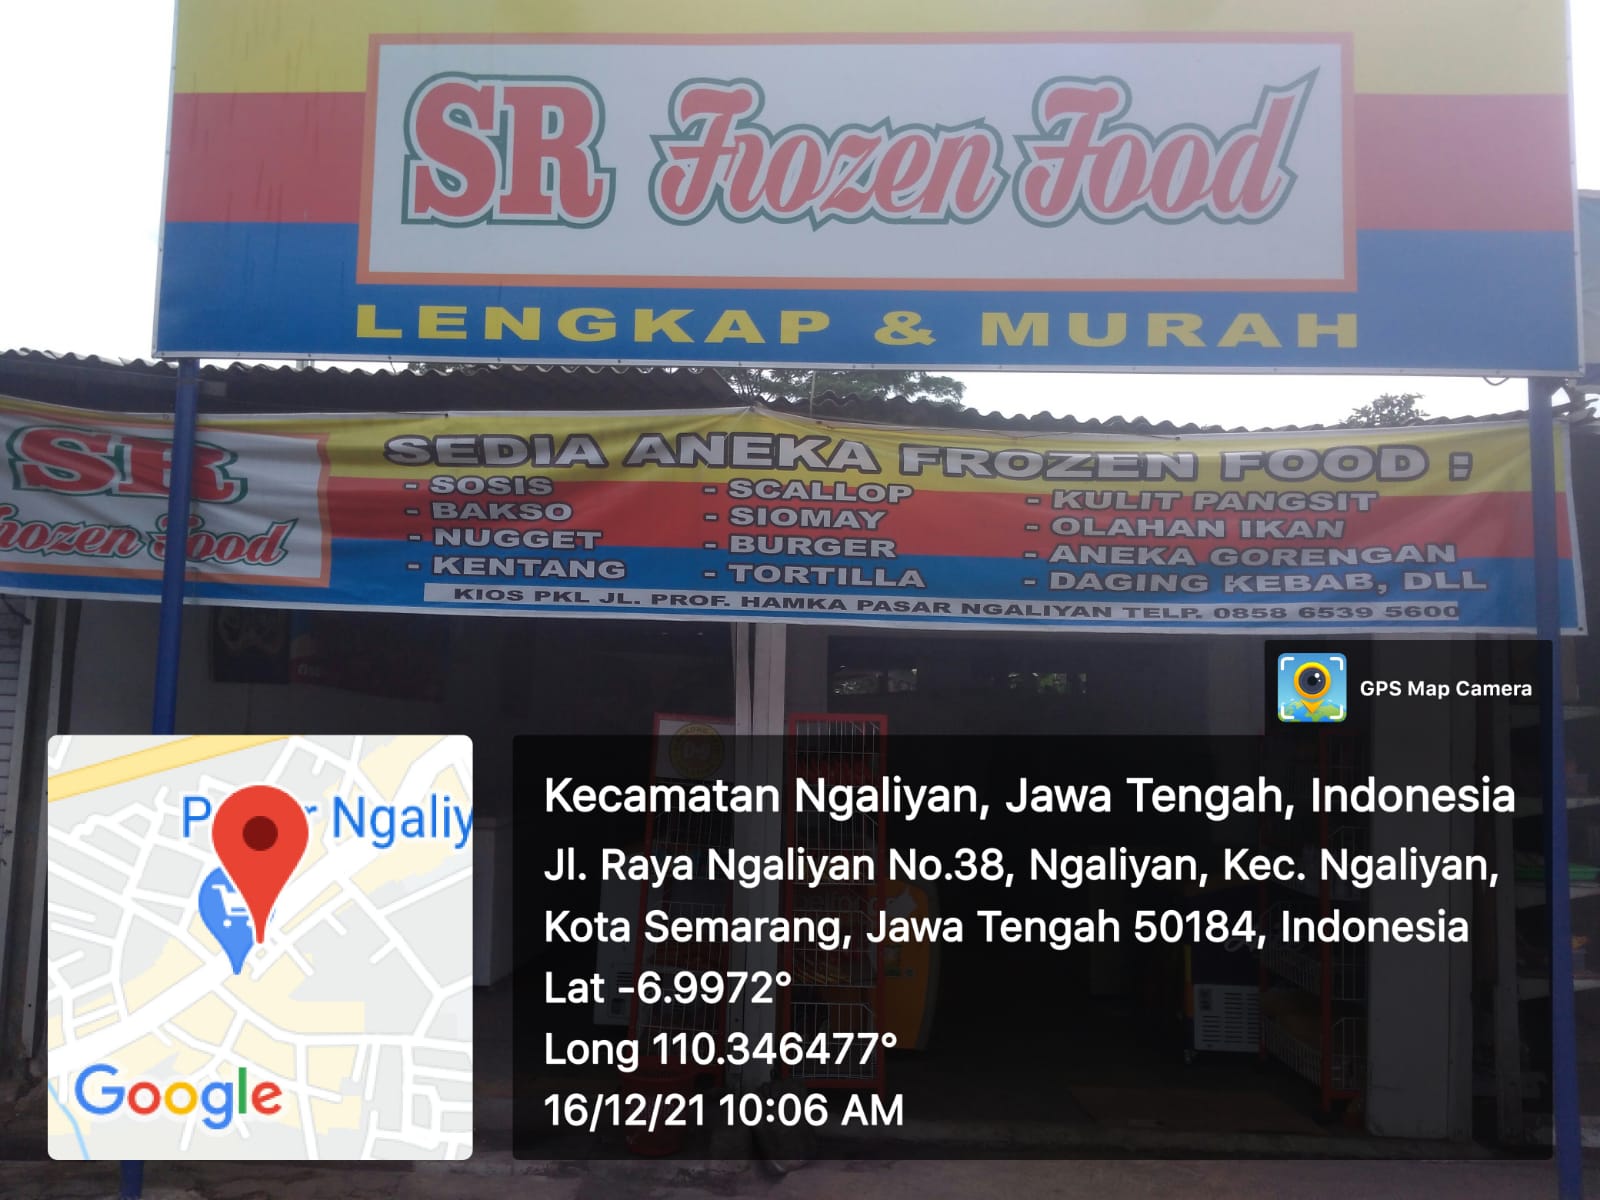 SR Frozen Food
LENGKAP & MURAH
SR
Frozen Food
SEDIA ANEKA FROZEN FOOD :
- SOSIS
- BAKSO
- NUGGET
- KENTANG
- SCALLOP
- SIOMAY
- BURGER
- TORTILLA
- KULIT PANGSIT
- OLAHAN IKAN
- ANEKA GORENGAN
- DAGING KEBAB, DLL
KIOS PKL JL. PROF. HAMKA PASAR NGALIYAN TELP. 0858 6539 5600
GPS Map Camera
Ngaliy
Google
Kecamatan Ngaliyan, Jawa Tengah, Indonesia
Jl. Raya Ngaliyan No.38, Ngaliyan, Kec. Ngaliyan,
Kota Semarang, Jawa Tengah 50184, Indonesia
Lat -6.9972°
Long 110.346477°
16/12/21 10:06 AM